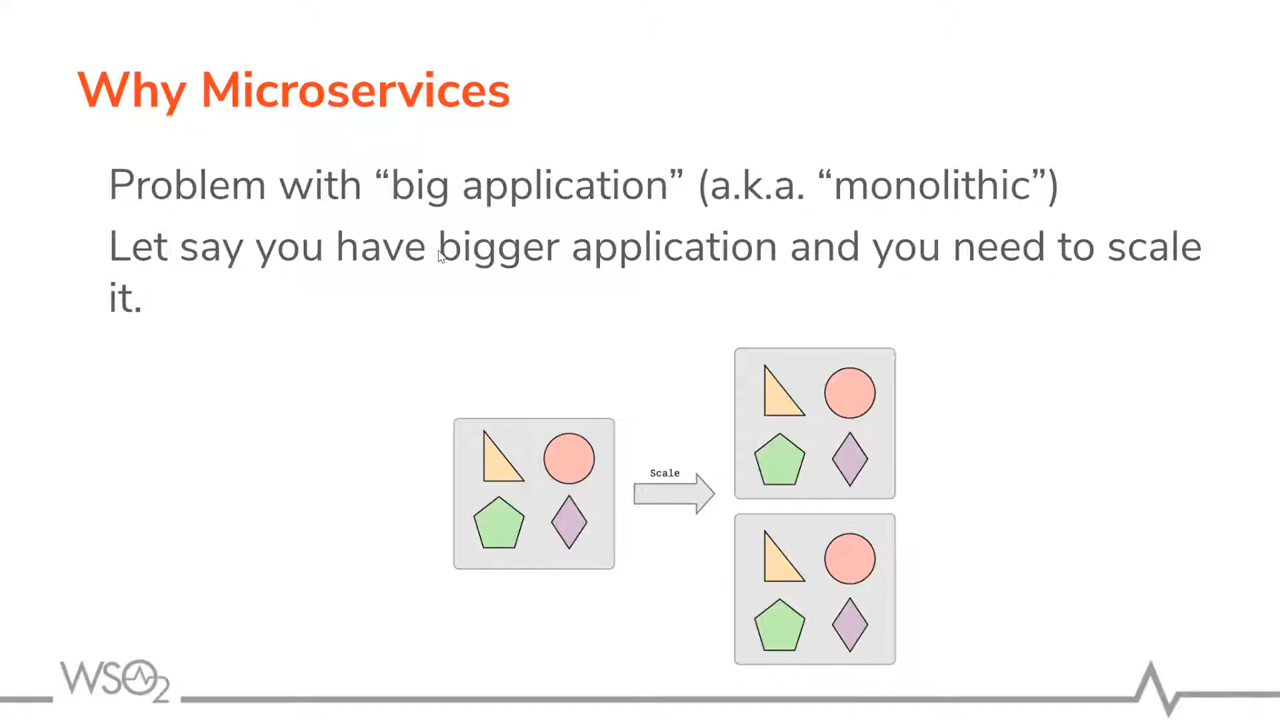 Why Microservices
Problem with “big application” (a.k.a. “monolithic”)
Let say you have bigger application and you need to scale
it.
Scale
WSO2